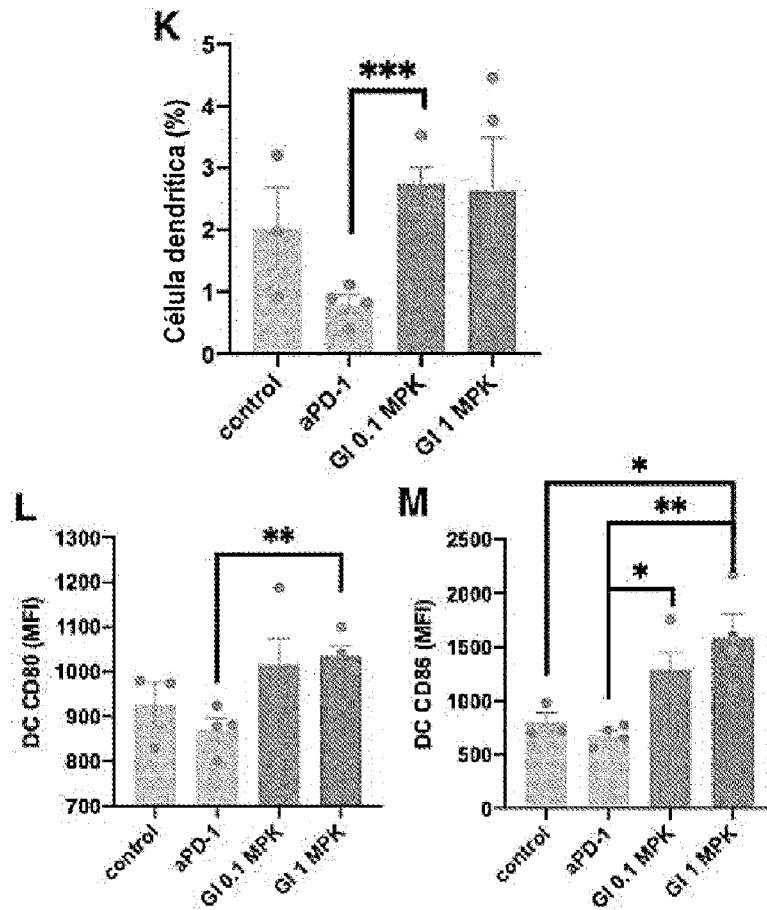 K
Célula dendrítica (%)
5
4
3
2
1
0
***
control
aPD-1
GI 0.1 MPK
GI 1 MPK
L
DC CD80 (MFI)
1300
1200
1100
1000
900
800
700
**
control
aPD-1
GI 0.1 MPK
GI 1 MPK
M
DC CD86 (MFI)
2500
2000
1500
1000
500
0
*
**
*
control
aPD-1
GI 0.1 MPK
GI 1 MPK